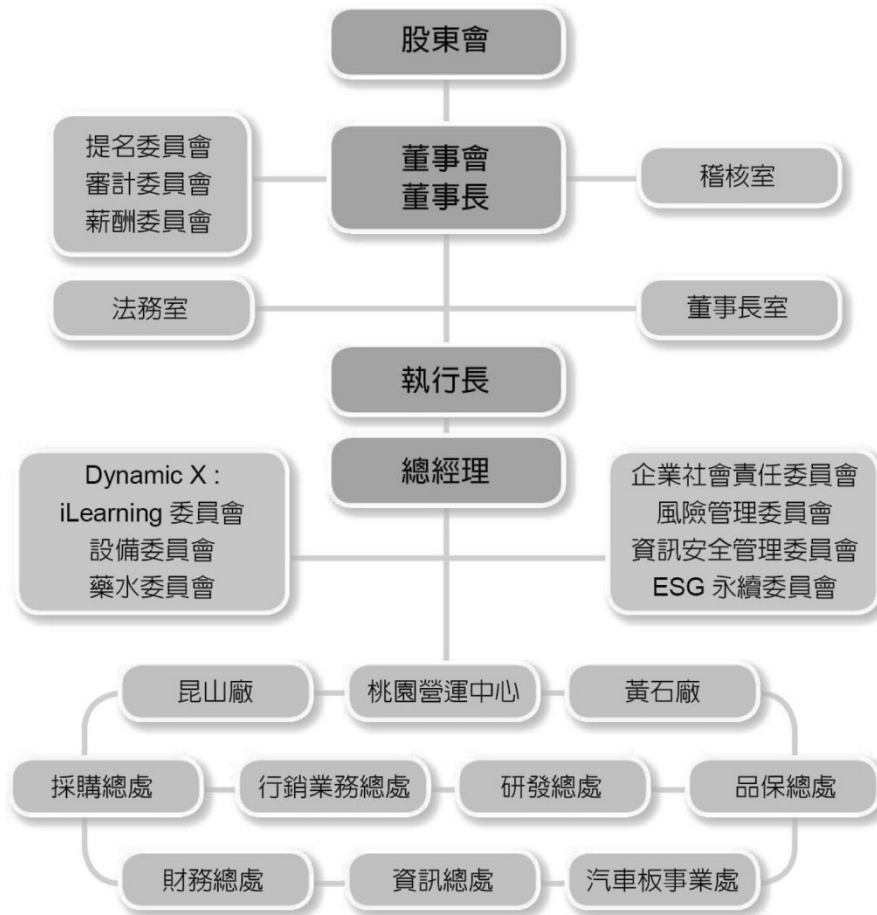 股東會
提名委員會
審計委員會
薪酬委員會
董事會
董事長
稽核室
法務室
董事長室
執行長
總經理
Dynamic X :
iLearning 委員會
設備委員會
藥水委員會
企業社會責任委員會
風險管理委員會
資訊安全管理委員會
ESG 永續委員會
昆山廠
桃園營運中心
黃石廠
採購總處
行銷業務總處
研發總處
品保總處
財務總處
資訊總處
汽車板事業處